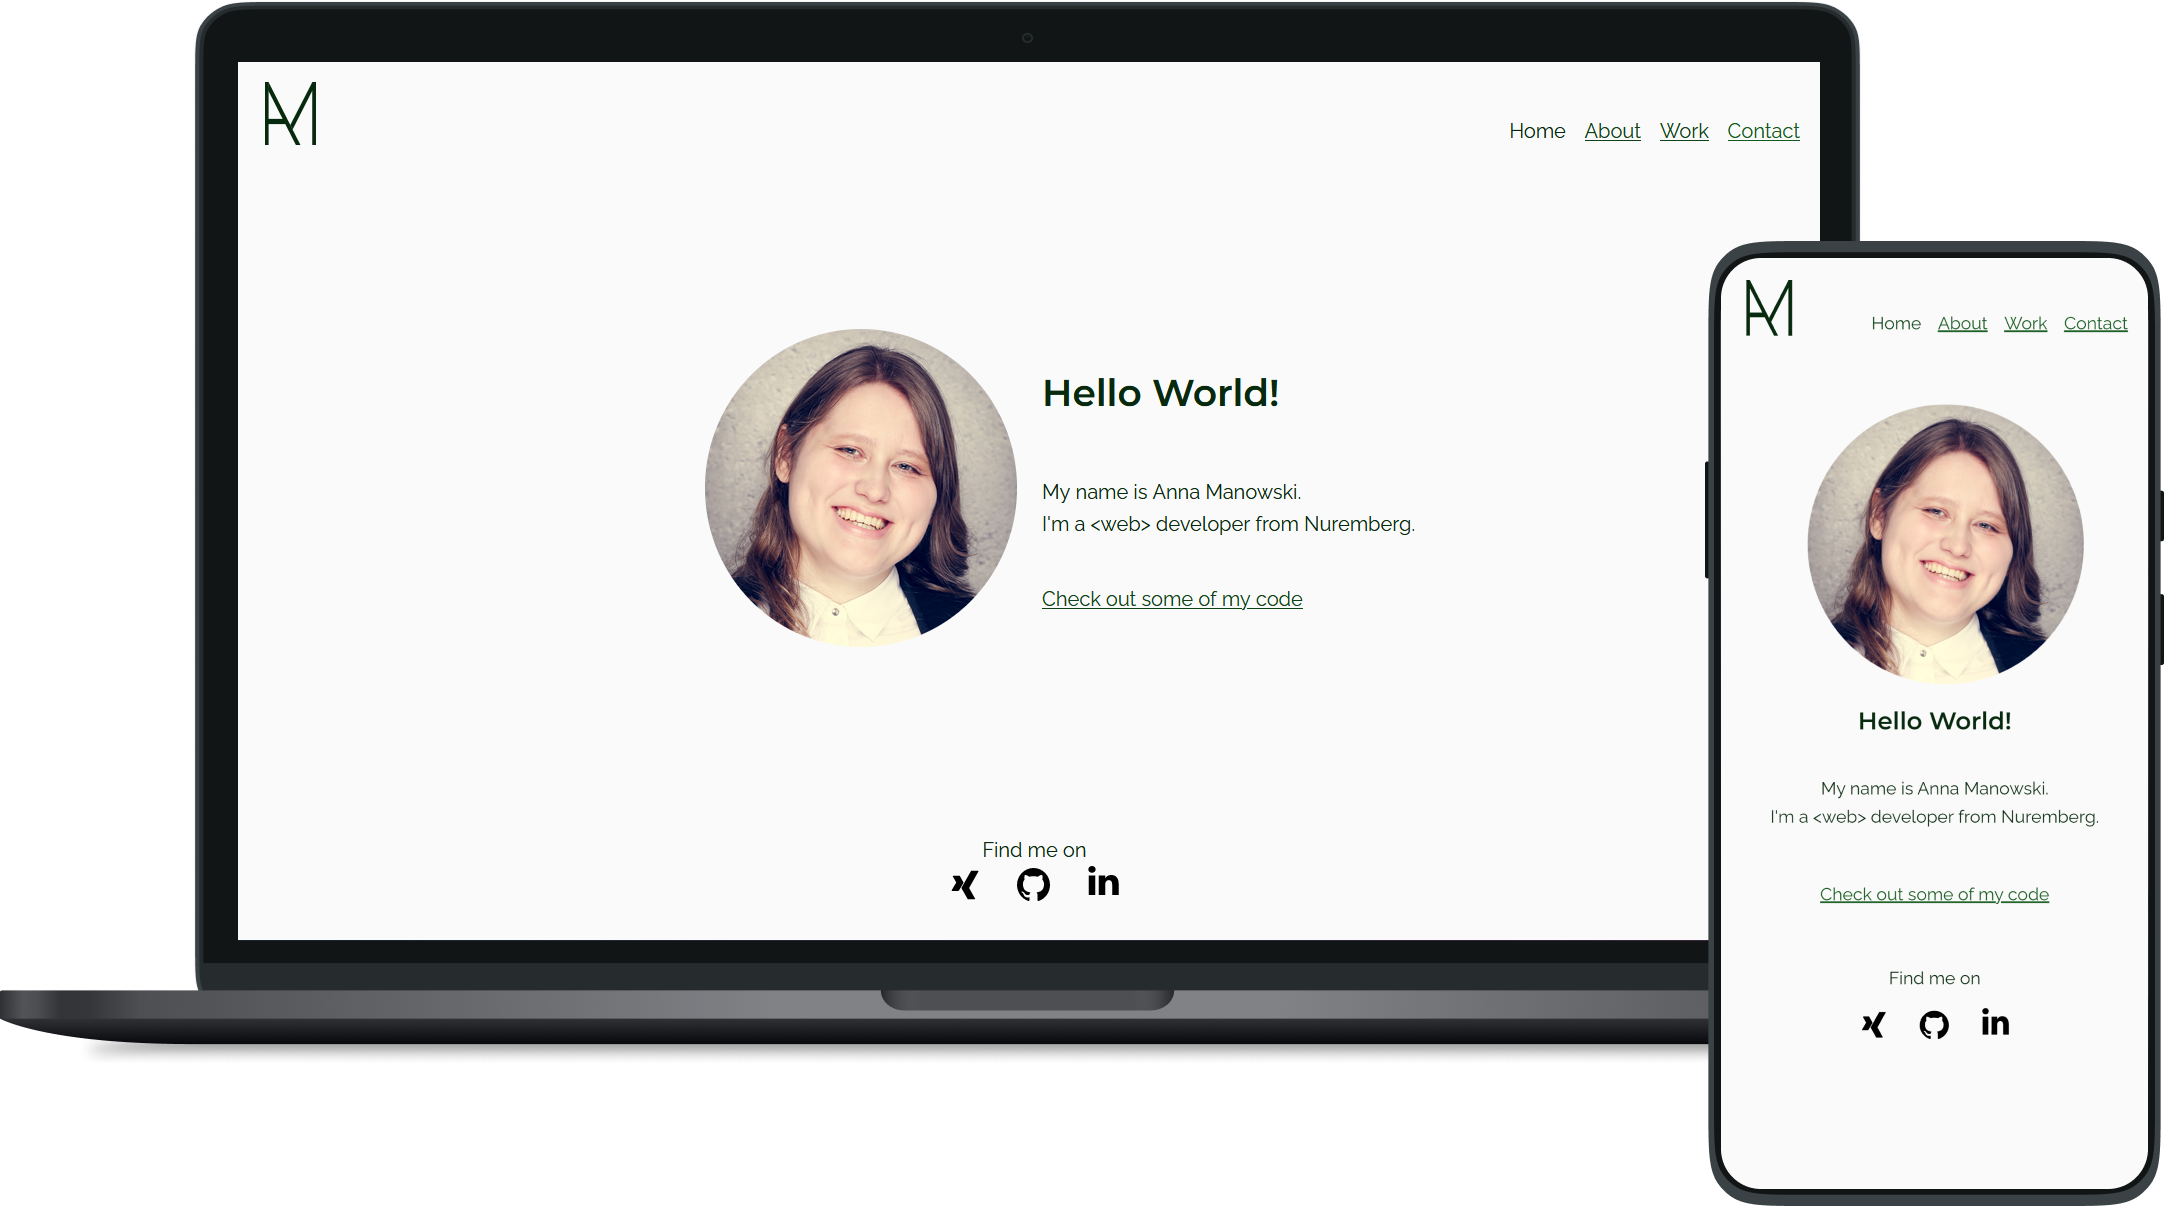 AM
Home About Work Contact
Hello World!
My name is Anna Manowski.
I'm a <web> developer from Nuremberg.
Check out some of my code
Find me on
in
AM
Home About Work Contact
Hello World!
My name is Anna Manowski.
I'm a <web> developer from Nuremberg.
Check out some of my code
Find me on
in